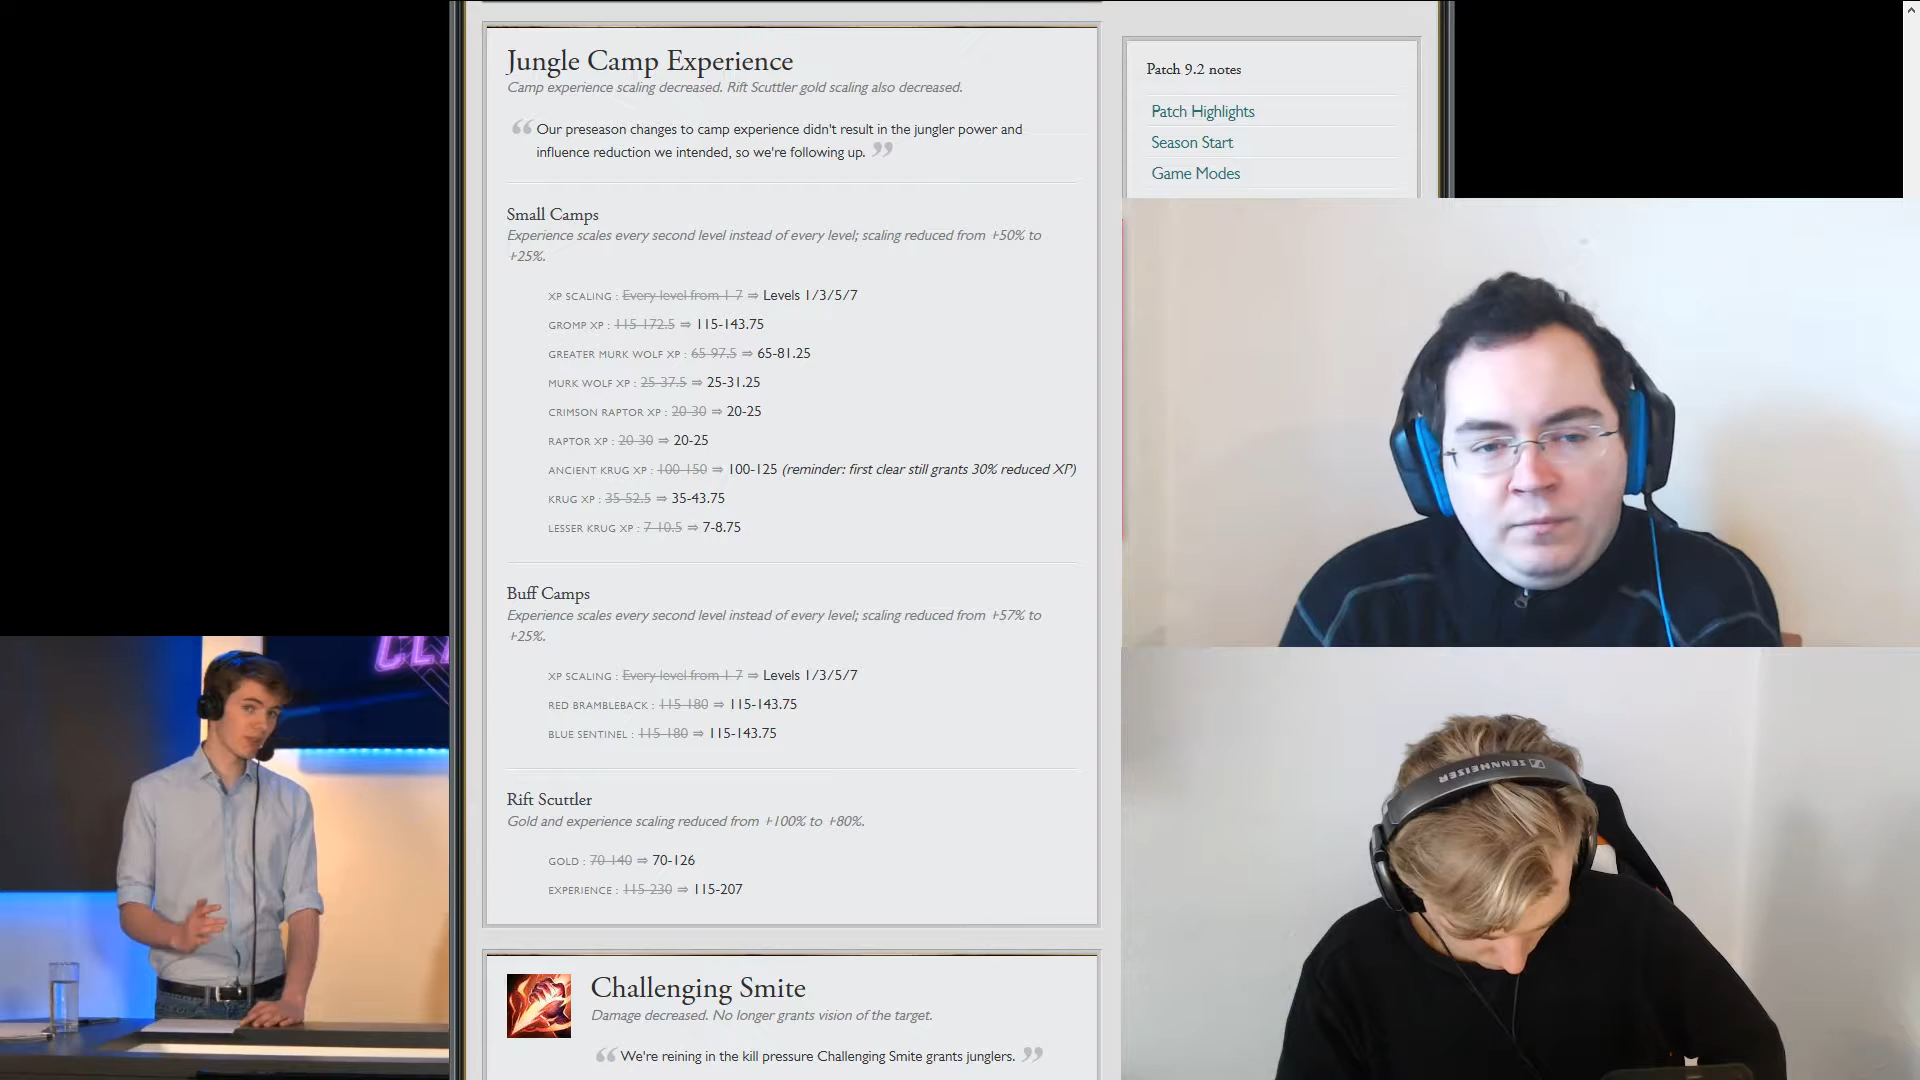 Jungle Camp Experience
Camp experience scaling decreased. Rift Scuttler gold scaling also decreased.
“ Our preseason changes to camp experience didn't result in the jungler power and
influence reduction we intended, so we're following up. ”
Small Camps
Experience scales every second level instead of every level; scaling reduced from +50% to
+25%.
XP SCALING : Every level from 1-7 ⇒ Levels 1/3/5/7
GROMP XP : 115-172.5 ⇒ 115-143.75
GREATER MURK WOLF XP : 65-97.5 ⇒ 65-81.25
MURK WOLF XP : 25-37.5 ⇒ 25-31.25
CRIMSON RAPTOR XP : 20-30 ⇒ 20-25
RAPTOR XP : 20-30 ⇒ 20-25
ANCIENT KRUG XP : 100-150 ⇒ 100-125 (reminder: first clear still grants 30% reduced XP)
KRUG XP : 35-52.5 ⇒ 35-43.75
LESSER KRUG XP : 7-10.5 ⇒ 7-8.75
Buff Camps
Experience scales every second level instead of every level; scaling reduced from +57% to
+25%.
XP SCALING : Every level from 1-7 ⇒ Levels 1/3/5/7
RED BRAMBLEBACK : 115-180 ⇒ 115-143.75
BLUE SENTINEL : 115-180 ⇒ 115-143.75
Rift Scuttler
Gold and experience scaling reduced from +100% to +80%.
GOLD : 70-140 ⇒ 70-126
EXPERIENCE : 115-230 ⇒ 115-207
Challenging Smite
Damage decreased. No longer grants vision of the target.
“ We're reining in the kill pressure Challenging Smite grants junglers. ”
Patch 9.2 notes
Patch Highlights
Season Start
Game Modes
SENNHEISER